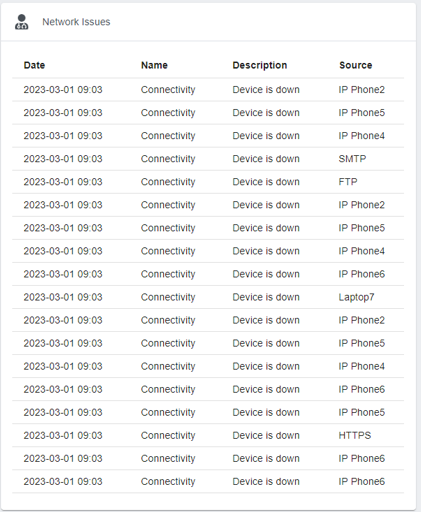 Network Issues
Date Name Description Source
2023-03-01 09:03 Connectivity Device is down IP Phone2
2023-03-01 09:03 Connectivity Device is down IP Phone5
2023-03-01 09:03 Connectivity Device is down IP Phone4
2023-03-01 09:03 Connectivity Device is down SMTP
2023-03-01 09:03 Connectivity Device is down FTP
2023-03-01 09:03 Connectivity Device is down IP Phone2
2023-03-01 09:03 Connectivity Device is down IP Phone5
2023-03-01 09:03 Connectivity Device is down IP Phone4
2023-03-01 09:03 Connectivity Device is down IP Phone6
2023-03-01 09:03 Connectivity Device is down Laptop7
2023-03-01 09:03 Connectivity Device is down IP Phone2
2023-03-01 09:03 Connectivity Device is down IP Phone5
2023-03-01 09:03 Connectivity Device is down IP Phone4
2023-03-01 09:03 Connectivity Device is down IP Phone6
2023-03-01 09:03 Connectivity Device is down IP Phone5
2023-03-01 09:03 Connectivity Device is down HTTPS
2023-03-01 09:03 Connectivity Device is down IP Phone6
2023-03-01 09:03 Connectivity Device is down IP Phone6